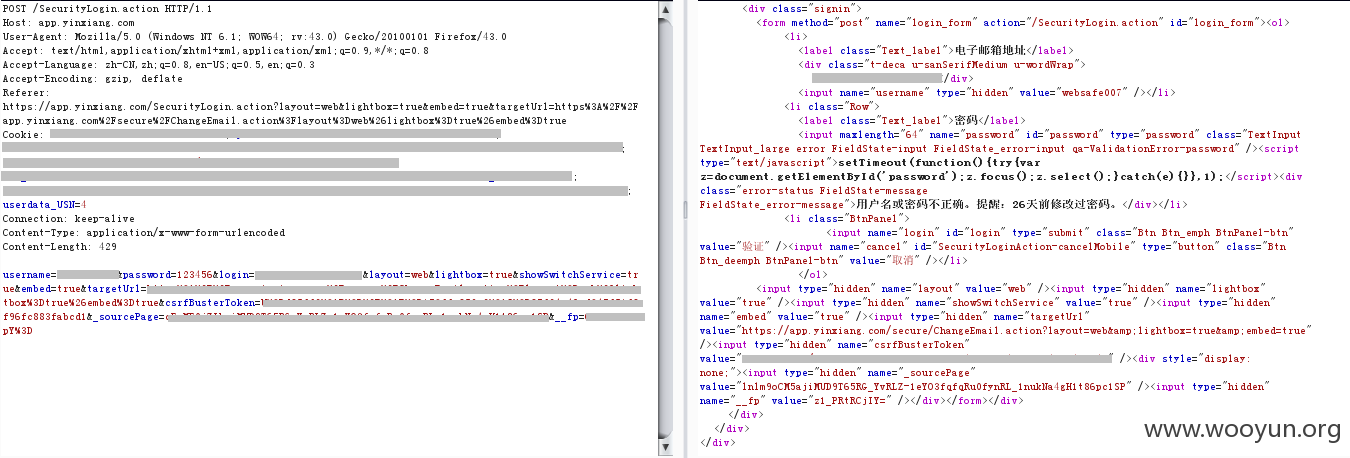 POST /SecurityLogin.action HTTP/1.1
Host: app.yinxiang.com
User-Agent: Mozilla/5.0 (Windows NT 6.1; WOW64; rv:43.0) Gecko/20100101 Firefox/43.0
Accept: text/html,application/xhtml+xml,application/xml;q=0.9,*/*;q=0.8
Accept-Language: zh-CN,zh;q=0.8,en-US;q=0.5,en;q=0.3
Accept-Encoding: gzip, deflate
Referer:
https://app.yinxiang.com/SecurityLogin.action?layout=web&lightbox=true&embed=true&targetUrl=https%3A%2F%2F
app.yinxiang.com%2Fsecure%2FChangeEmail.action%3Flayout%3Dweb%26lightbox%3Dtrue%26embed%3Dtrue
Cookie:
;
;
;
userdata_USN=4
Connection: keep-alive
Content-Type: application/x-www-form-urlencoded
Content-Length: 429
username= &password=123456&login= &layout=web&lightbox=true&showSwitchService=tr
ue&embed=true&targetUrl=
tbox%3Dtrue%26embed%3Dtrue&csrfBusterToken=
f96fc883fabcd1&_sourcePage= &__fp=
pY%3D
<div class="signin">
<form method="post" name="login_form" action="/SecurityLogin.action" id="login_form"><ol>
<li>
<label class="Text_label">电子邮箱地址</label>
<div class="t-deca u-sanSerifMedium u-wordWrap">
/div>
<input name="username" type="hidden" value="websafe007" /></li>
<li class="Row">
<label class="Text_label">密码</label>
<input maxlength="64" name="password" id="password" type="password" class="TextInput
TextInput_large error FieldState-input FieldState_error-input qa-ValidationError-password" /><script
type="text/javascript">setTimeout(function(){try{var
z=document.getElementById('password');z.focus();z.select();}catch(e){}},1);</script><div
class="error-status FieldState-message
FieldState_error-message">用户名或密码不正确。提醒：26天前修改过密码。</div></li>
<li class="BtnPanel">
<input name="login" id="login" type="submit" class="Btn Btn_emph BtnPanel-btn"
value="验证" /><input name="cancel" id="SecurityLoginAction-cancelMobile" type="button" class="Btn
Btn_deemph BtnPanel-btn" value="取消" /></li>
</ol>
<input type="hidden" name="layout" value="web" /><input type="hidden" name="lightbox"
value="true" /><input type="hidden" name="showSwitchService" value="true" /><input type="hidden"
name="embed" value="true" /><input type="hidden" name="targetUrl"
value="https://app.yinxiang.com/secure/ChangeEmail.action?layout=web&amp;lightbox=true&amp;embed=true"
/><input type="hidden" name="csrfBusterToken"
value=" " /><div style="display:
none;"><input type="hidden" name="_sourcePage"
value="lnlm9oCM5ajiMUD9T65RG_YvRLZ-1eYO3fqfqRu0fynRL_1nukNa4gH1t86pc1SP" /><input type="hidden"
name="__fp" value="z1_PRtRCjIY=" /></div></form></div>
</div>
</div>
</div>
www.wooyun.org